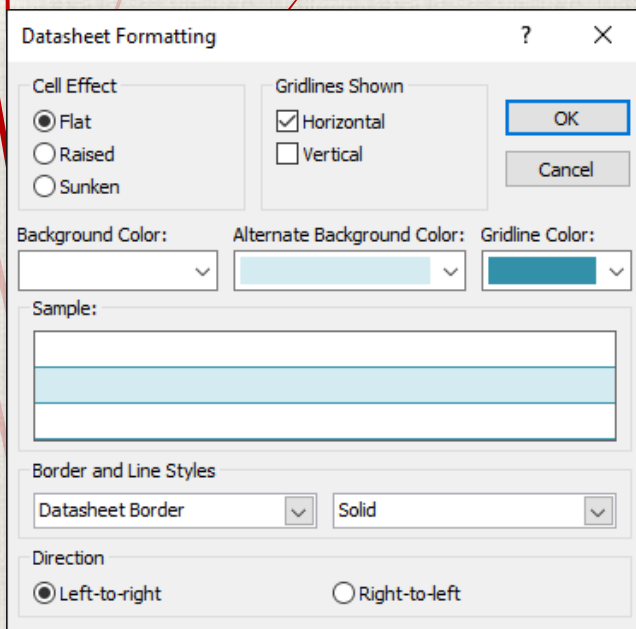 Datasheet Formatting ? X
Cell Effect
Flat
Raised
Sunken
Gridlines Shown
Horizontal
Vertical
OK
Cancel
Background Color:
Alternate Background Color:
Gridline Color:
Sample:
Border and Line Styles
Datasheet Border
Solid
Direction
Left-to-right
Right-to-left